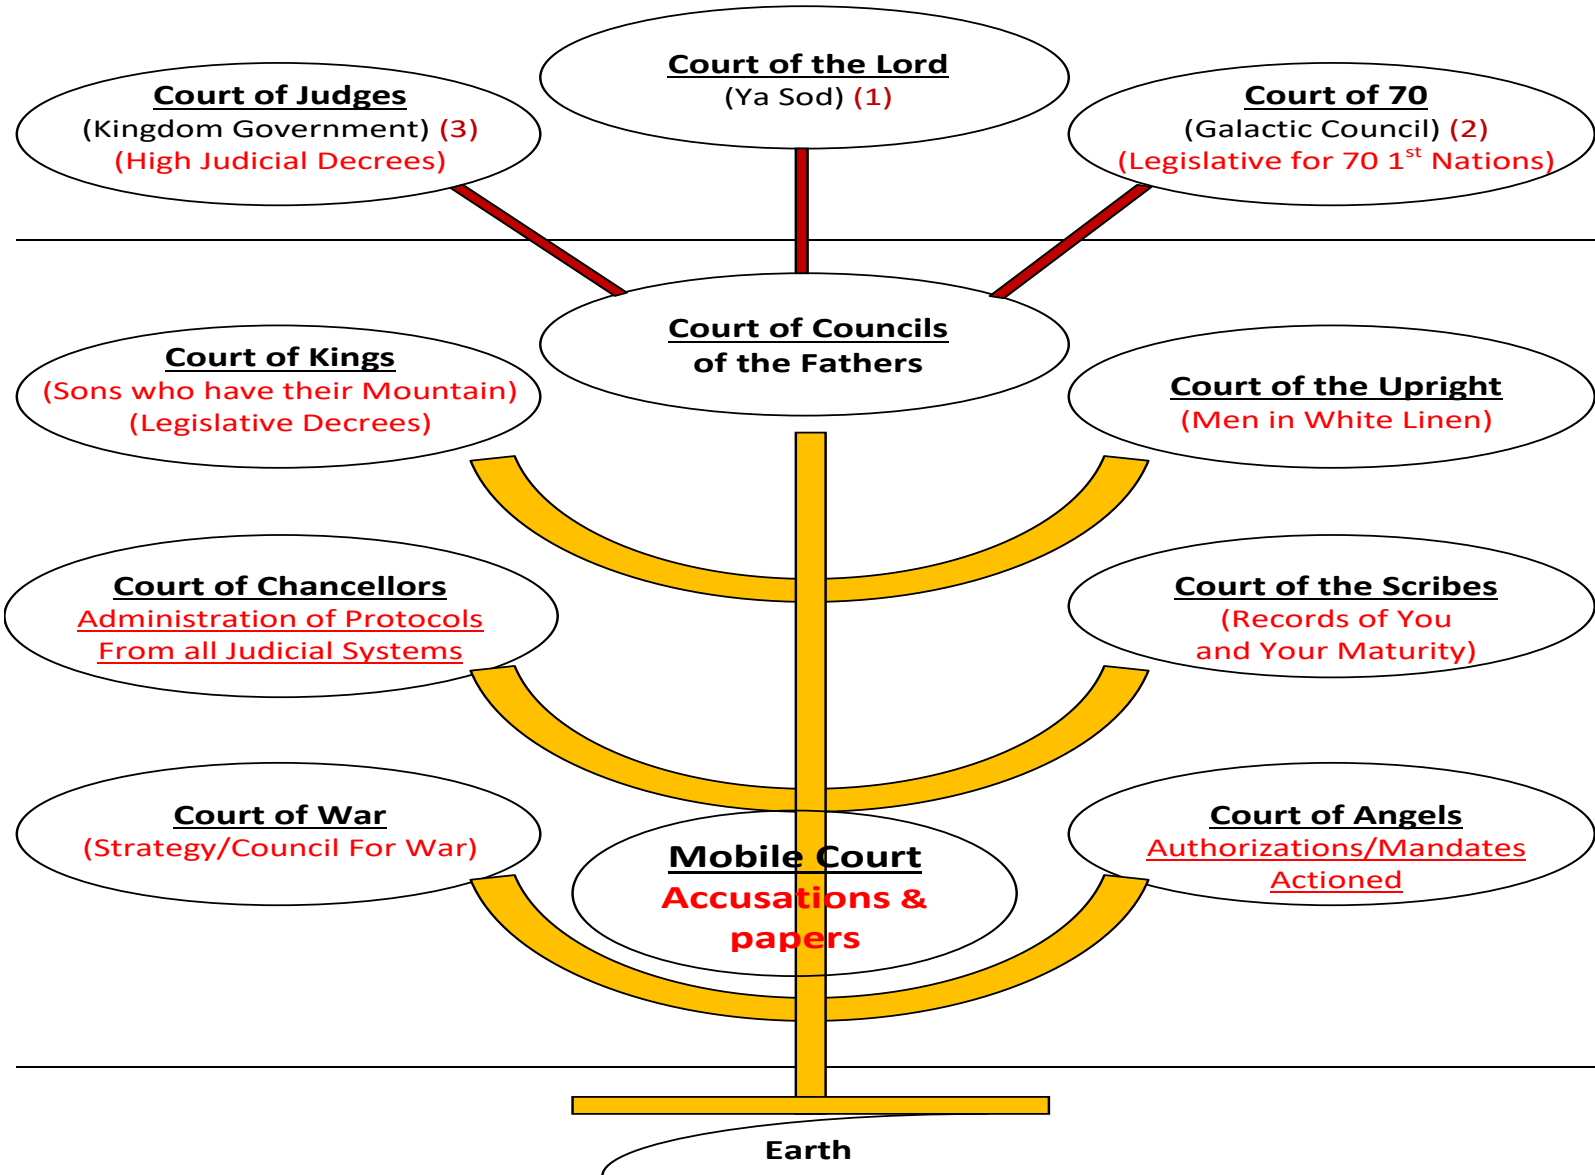 Court of the Lord
(Ya Sod) (1)
Court of Judges
(Kingdom Government) (3)
(High Judicial Decrees)
Court of 70
(Galactic Council) (2)
(Legislative for 70 1st Nations)
Court of Councils
of the Fathers
Court of Kings
(Sons who have their Mountain)
(Legislative Decrees)
Court of the Upright
(Men in White Linen)
Court of Chancellors
Administration of Protocols
From all Judicial Systems
Court of the Scribes
(Records of You
and Your Maturity)
Court of War
(Strategy/Council For War)
Mobile Court
Accusations &
papers
Court of Angels
Authorizations/Mandates
Actioned
Earth